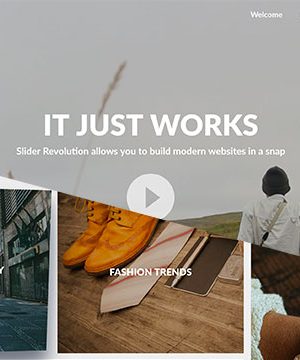 Welcome
IT JUST WORKS
Slider Revolution allows you to build modern websites in a snap
FASHION TRENDS